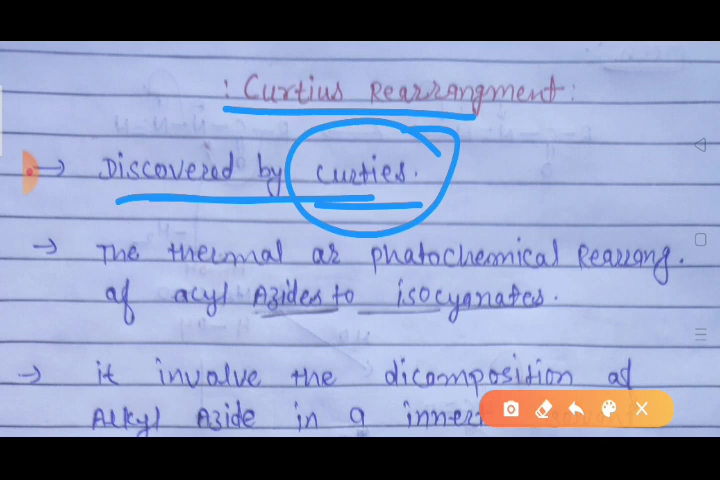 : Curtius Rearrangment :
→ Discovered by Curties.
→ The thermal or photochemical Rearrang.
of acyl Azides to isocyanates.
→ it involve the dicomposition of
Alkyl Azide in a inner